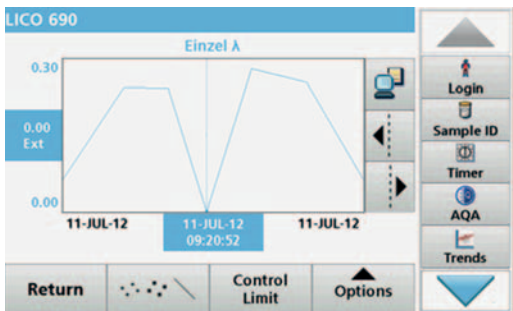 LICO 690
Einzel λ
0.30
0.00
Ext
0.00
11-JUL-12
11-JUL-12
09:20:52
11-JUL-12
Return
Control
Limit
Options
Login
Sample ID
Timer
AQA
Trends